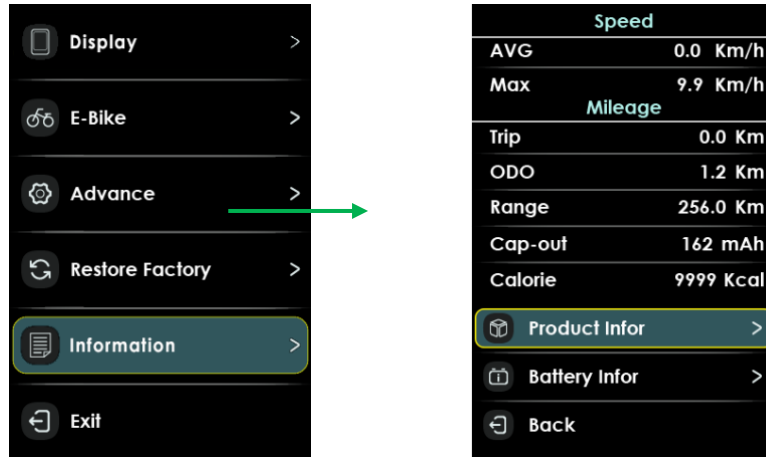 Display >
E-Bike >
Advance >
Restore Factory >
Information >
Exit
Speed
AVG 0.0 Km/h
Max 9.9 Km/h
Mileage
Trip 0.0 Km
ODO 1.2 Km
Range 256.0 Km
Cap-out 162 mAh
Calorie 9999 Kcal
Product Infor >
Battery Infor >
Back